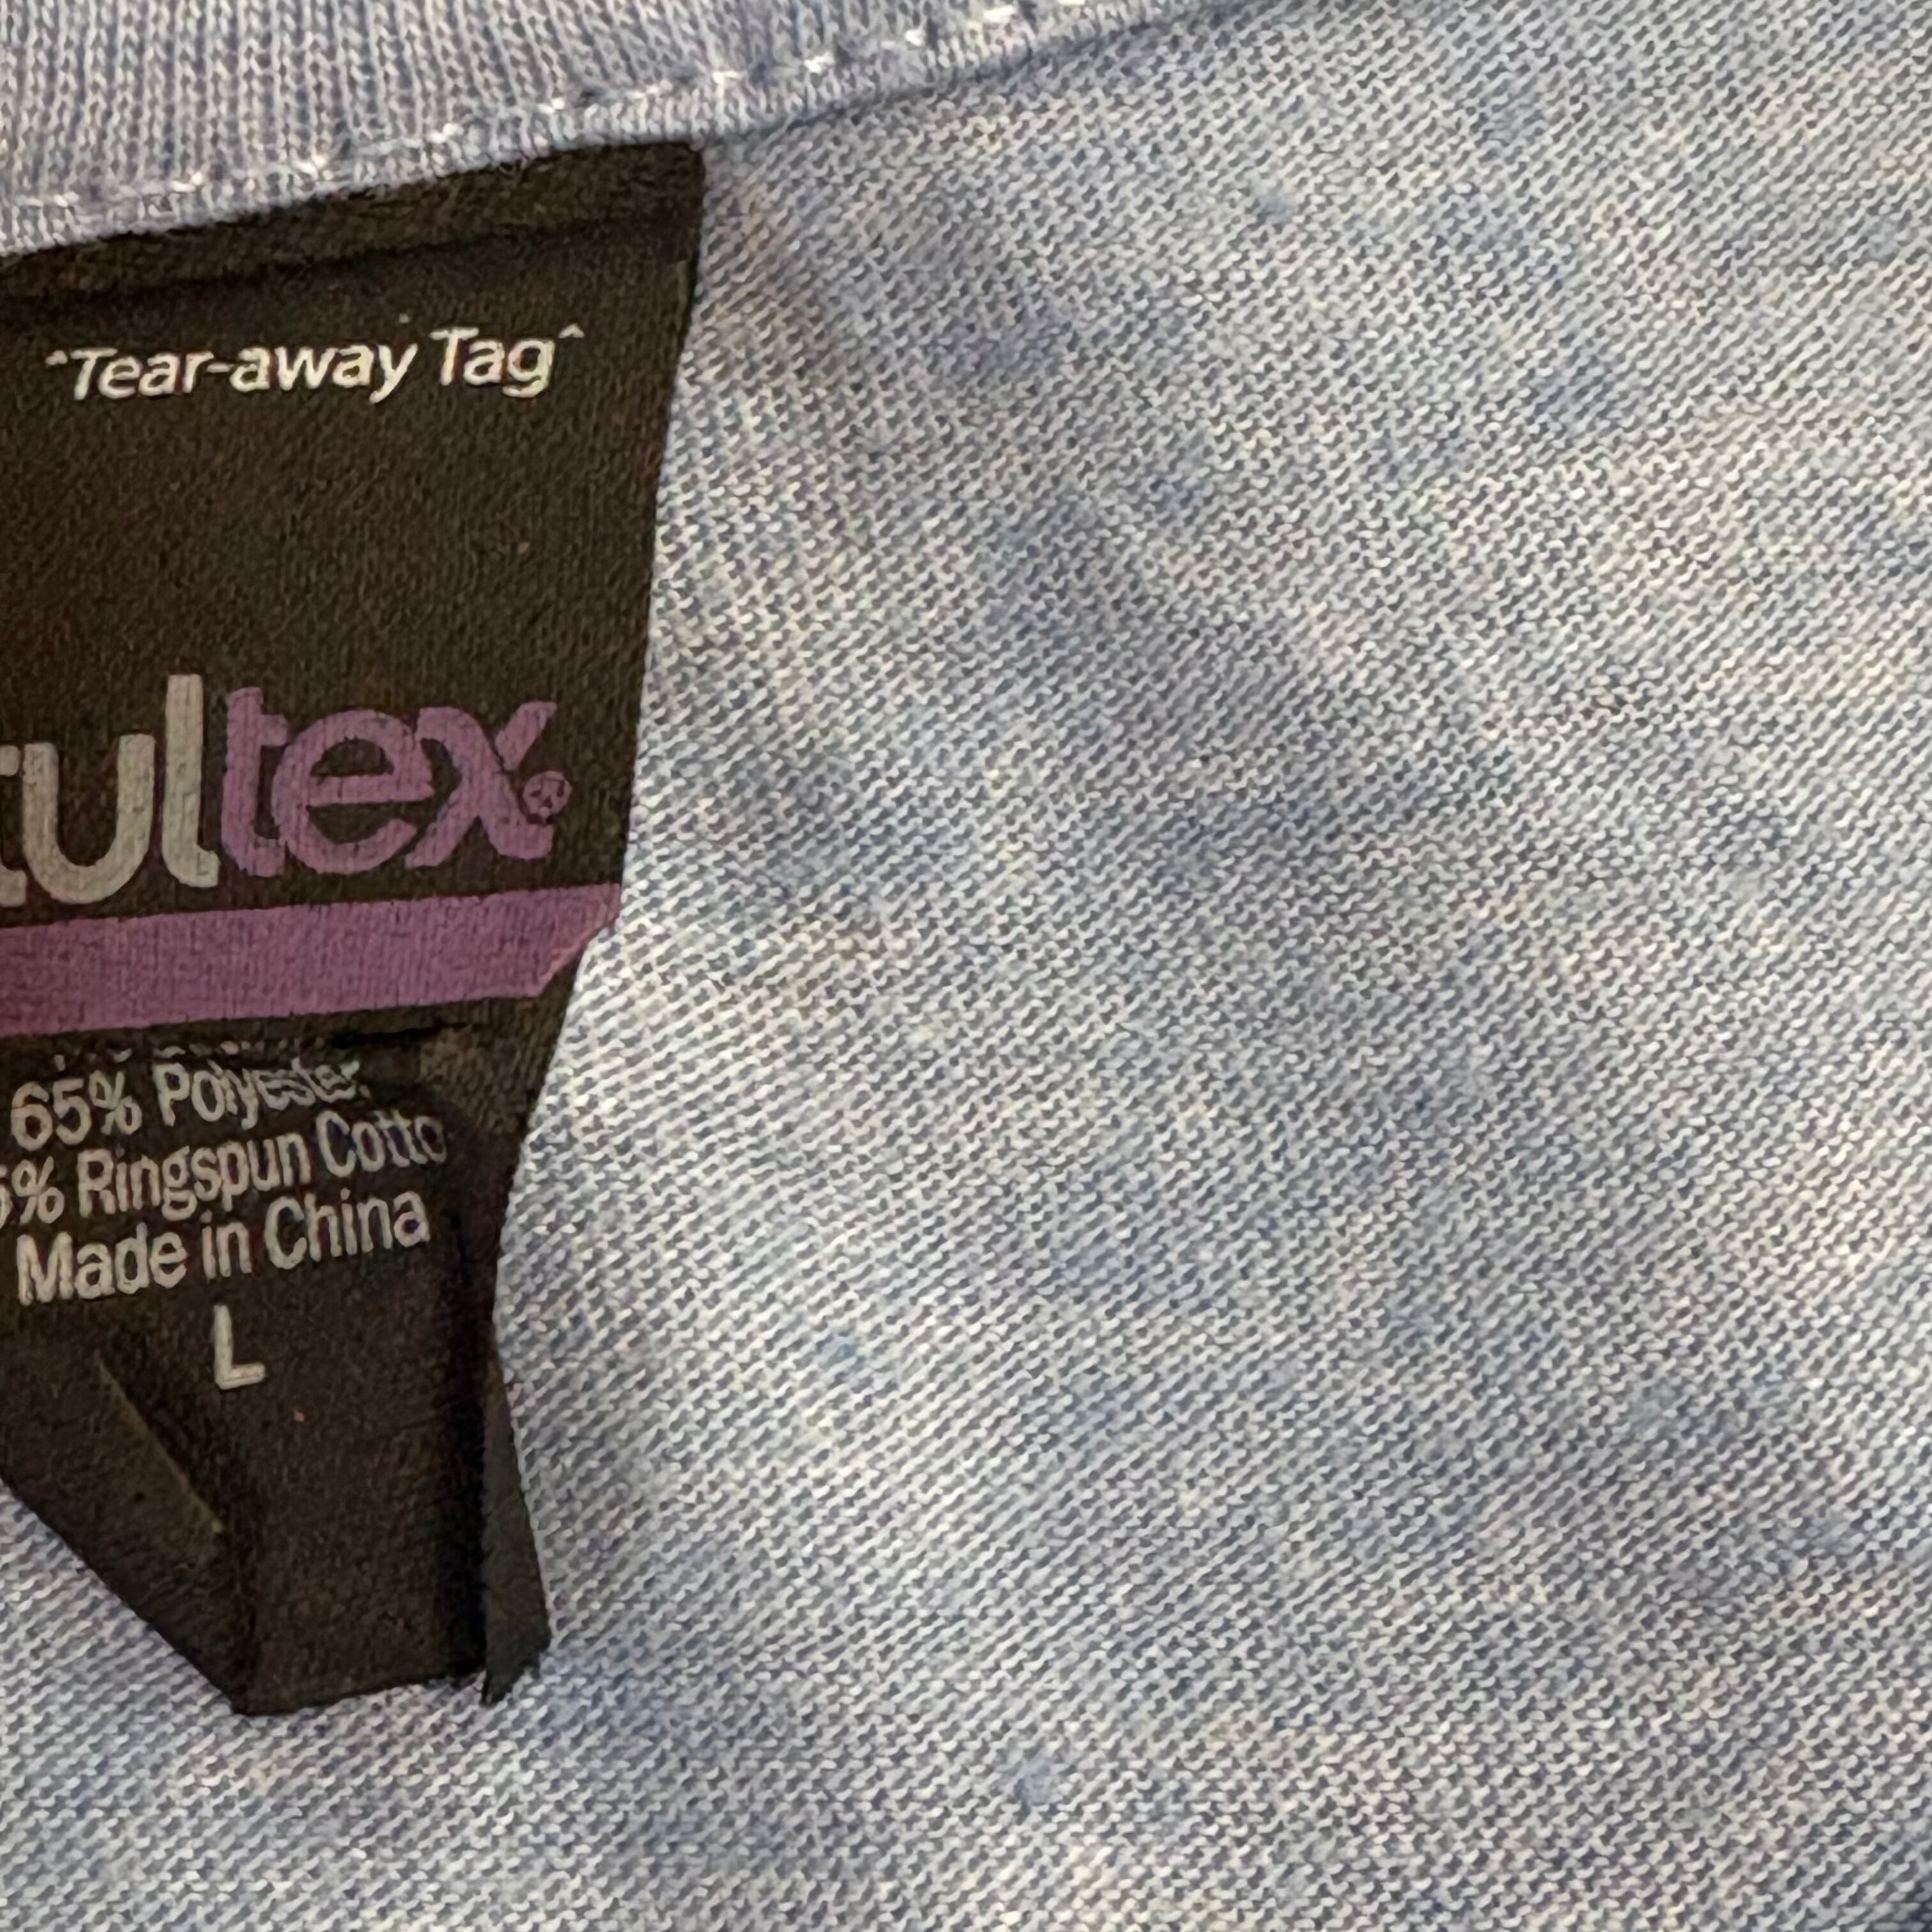 "Tear-away Tag"
tultex®
65% Polyester
5% Ringspun Cotto
Made in China
L